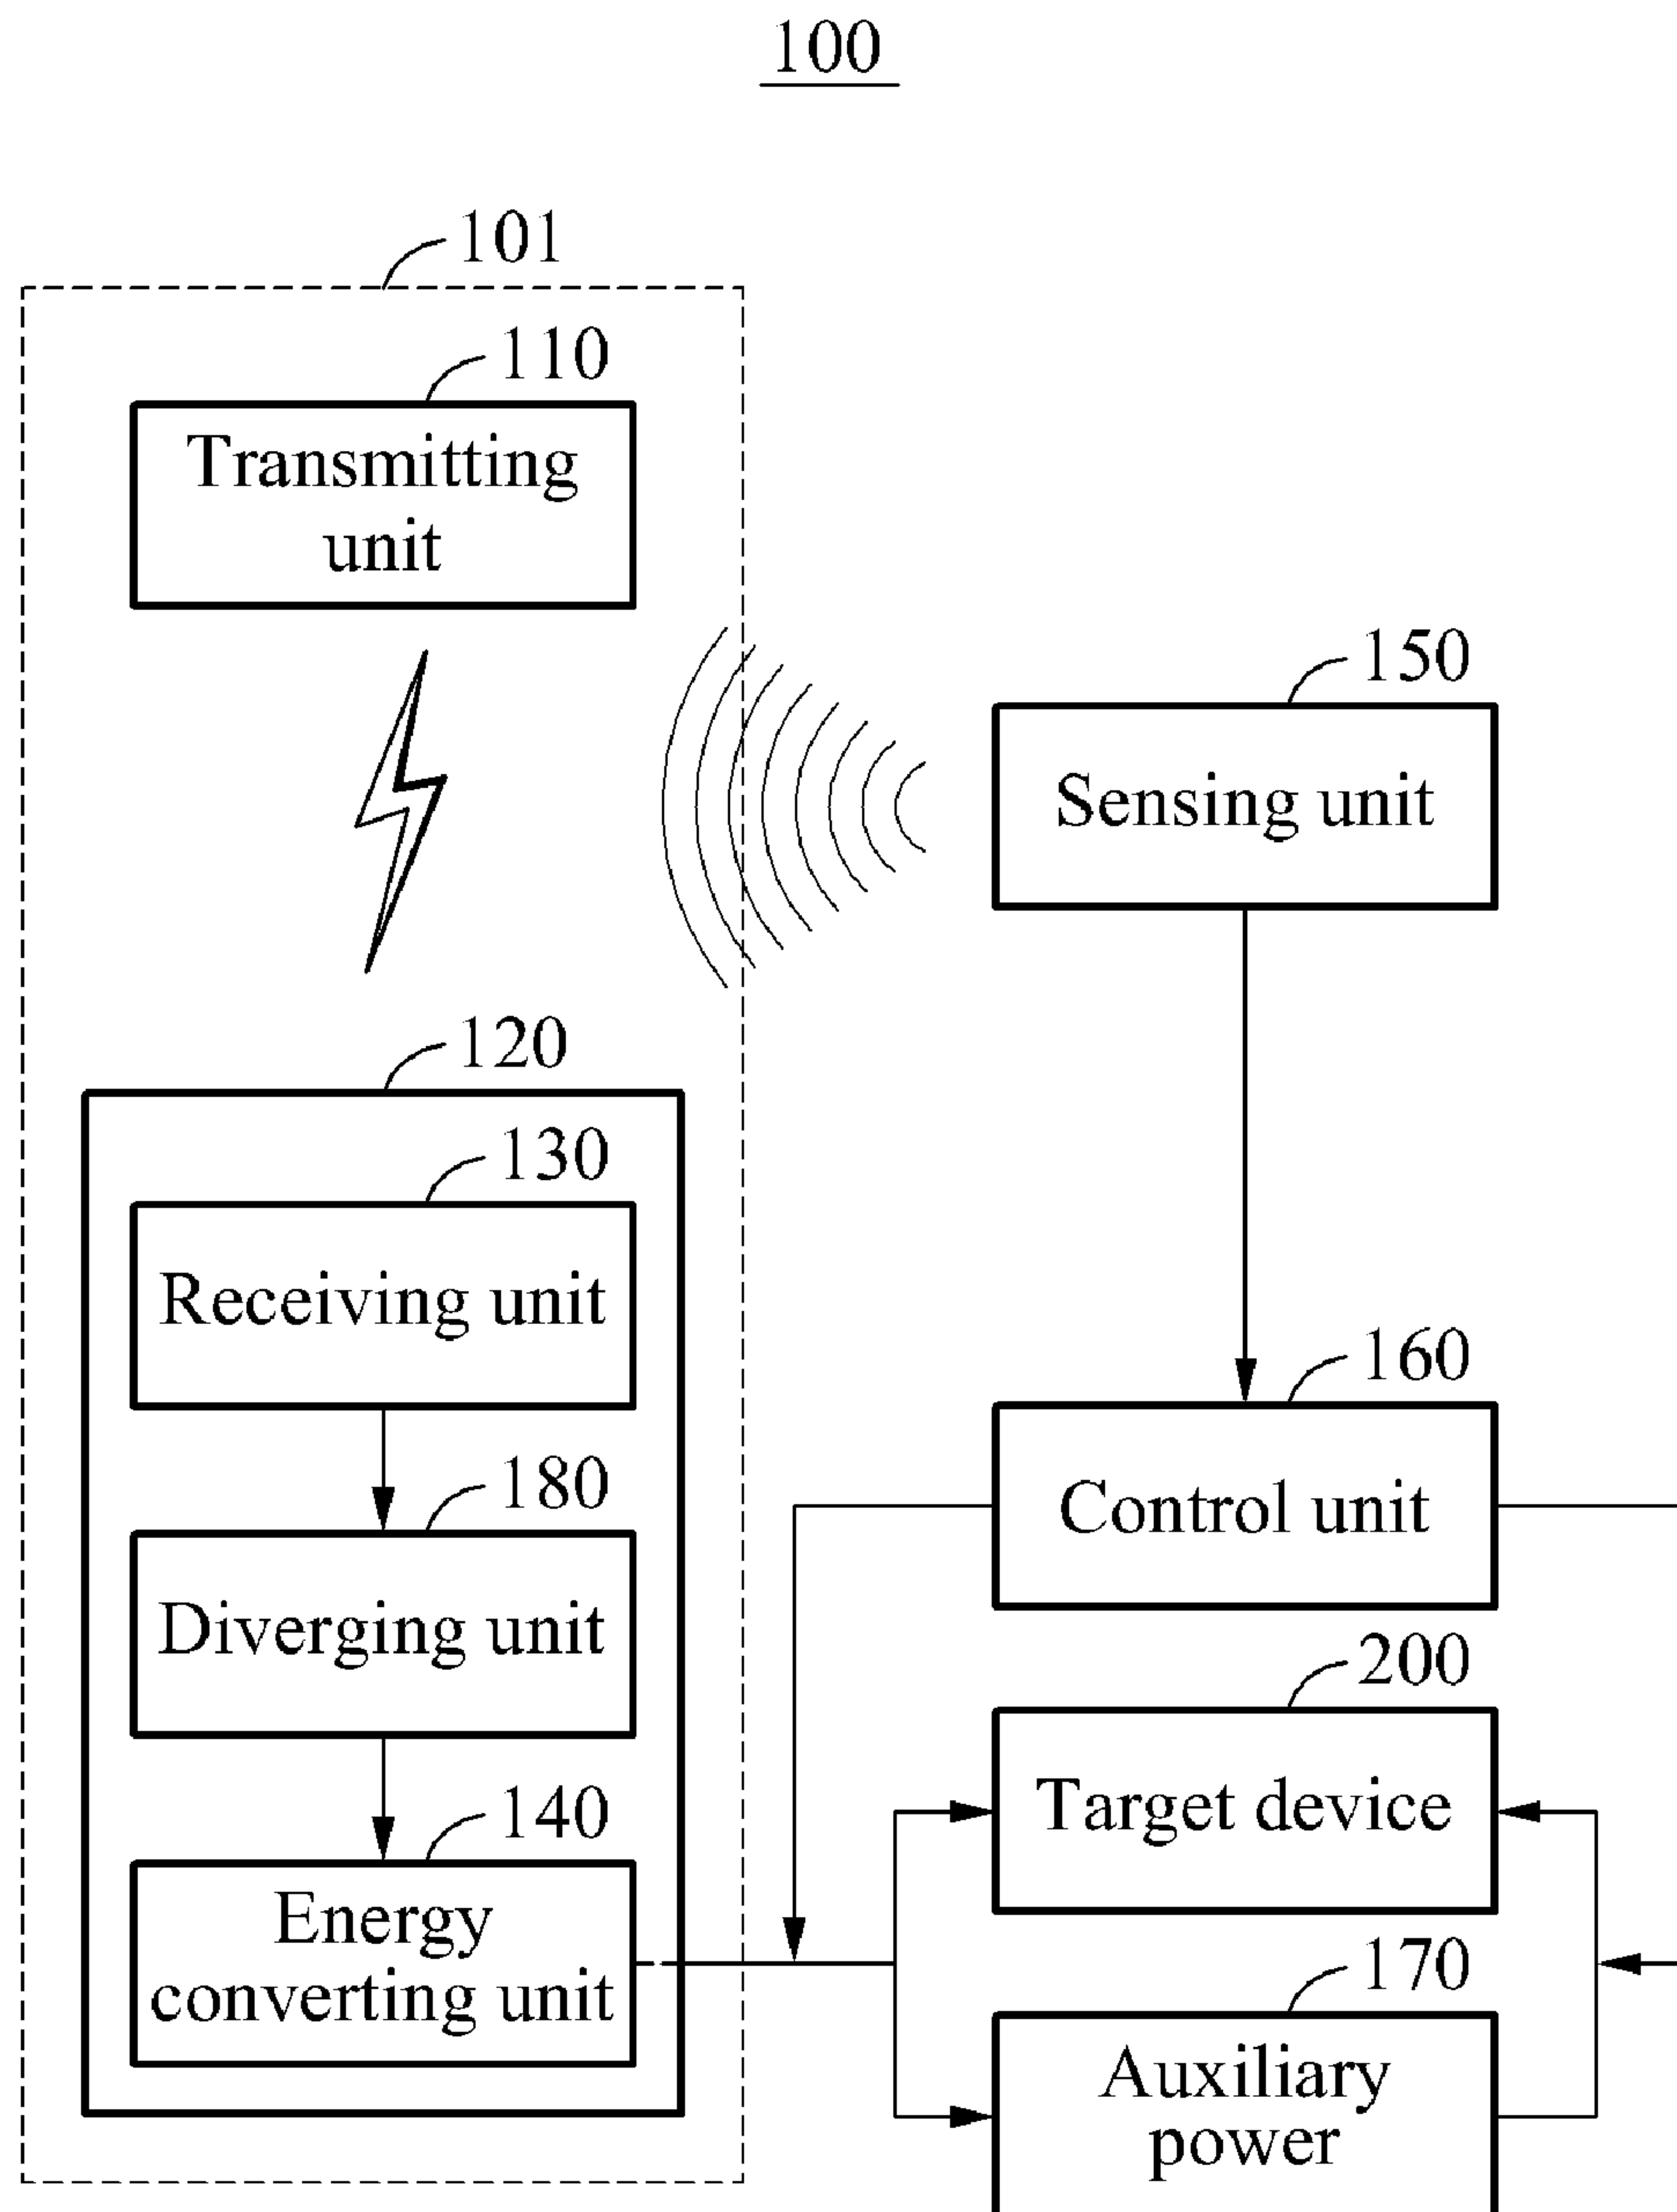 100
101
110
Transmitting
unit
150
Sensing unit
120
130
Receiving unit
160
Control unit
180
Diverging unit
200
Target device
140
Energy
converting unit
170
Auxiliary
power